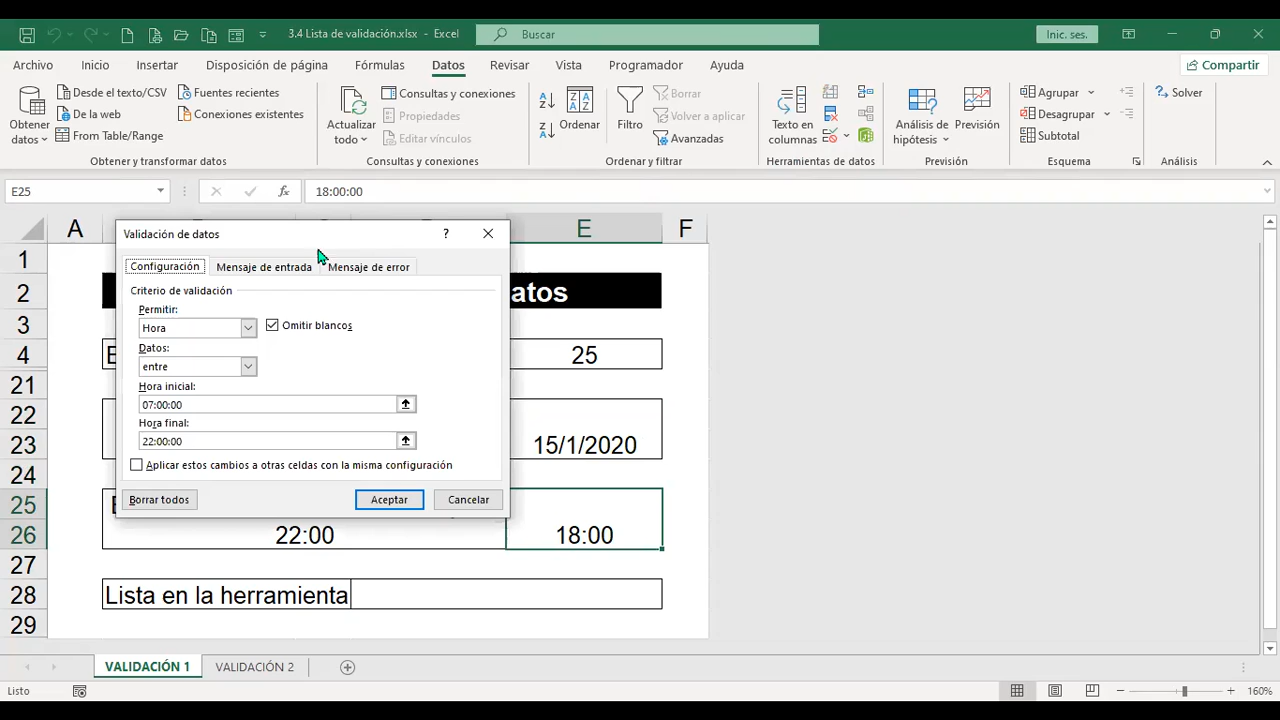 3.4 Lista de validación.xlsx - Excel
Buscar
Inic. ses.
Archivo Inicio Insertar Disposición de página Fórmulas Datos Revisar Vista Programador Ayuda
Compartir
Obtener datos
Desde el texto/CSV
De la web
From Table/Range
Fuentes recientes
Conexiones existentes
Obtener y transformar datos
Actualizar todo
Consultas y conexiones
Propiedades
Editar vínculos
Consultas y conexiones
Ordenar
Filtro
Borrar
Volver a aplicar
Avanzadas
Ordenar y filtrar
Texto en columnas
Herramientas de datos
Análisis de hipótesis
Previsión
Previsión
Agrupar
Desagrupar
Subtotal
Esquema
Solver
Análisis
E25
18:00:00
A E F
1
2 atos
3
4 E 25
21
22
23 15/1/2020
24
25
26 22:00 18:00
27
28 Lista en la herramienta
29
Validación de datos
?
Configuración Mensaje de entrada Mensaje de error
Criterio de validación
Permitir:
Hora
Omitir blancos
Datos:
entre
Hora inicial:
07:00:00
Hora final:
22:00:00
Aplicar estos cambios a otras celdas con la misma configuración
Borrar todos Aceptar Cancelar
VALIDACIÓN 1 VALIDACIÓN 2
Listo
160%